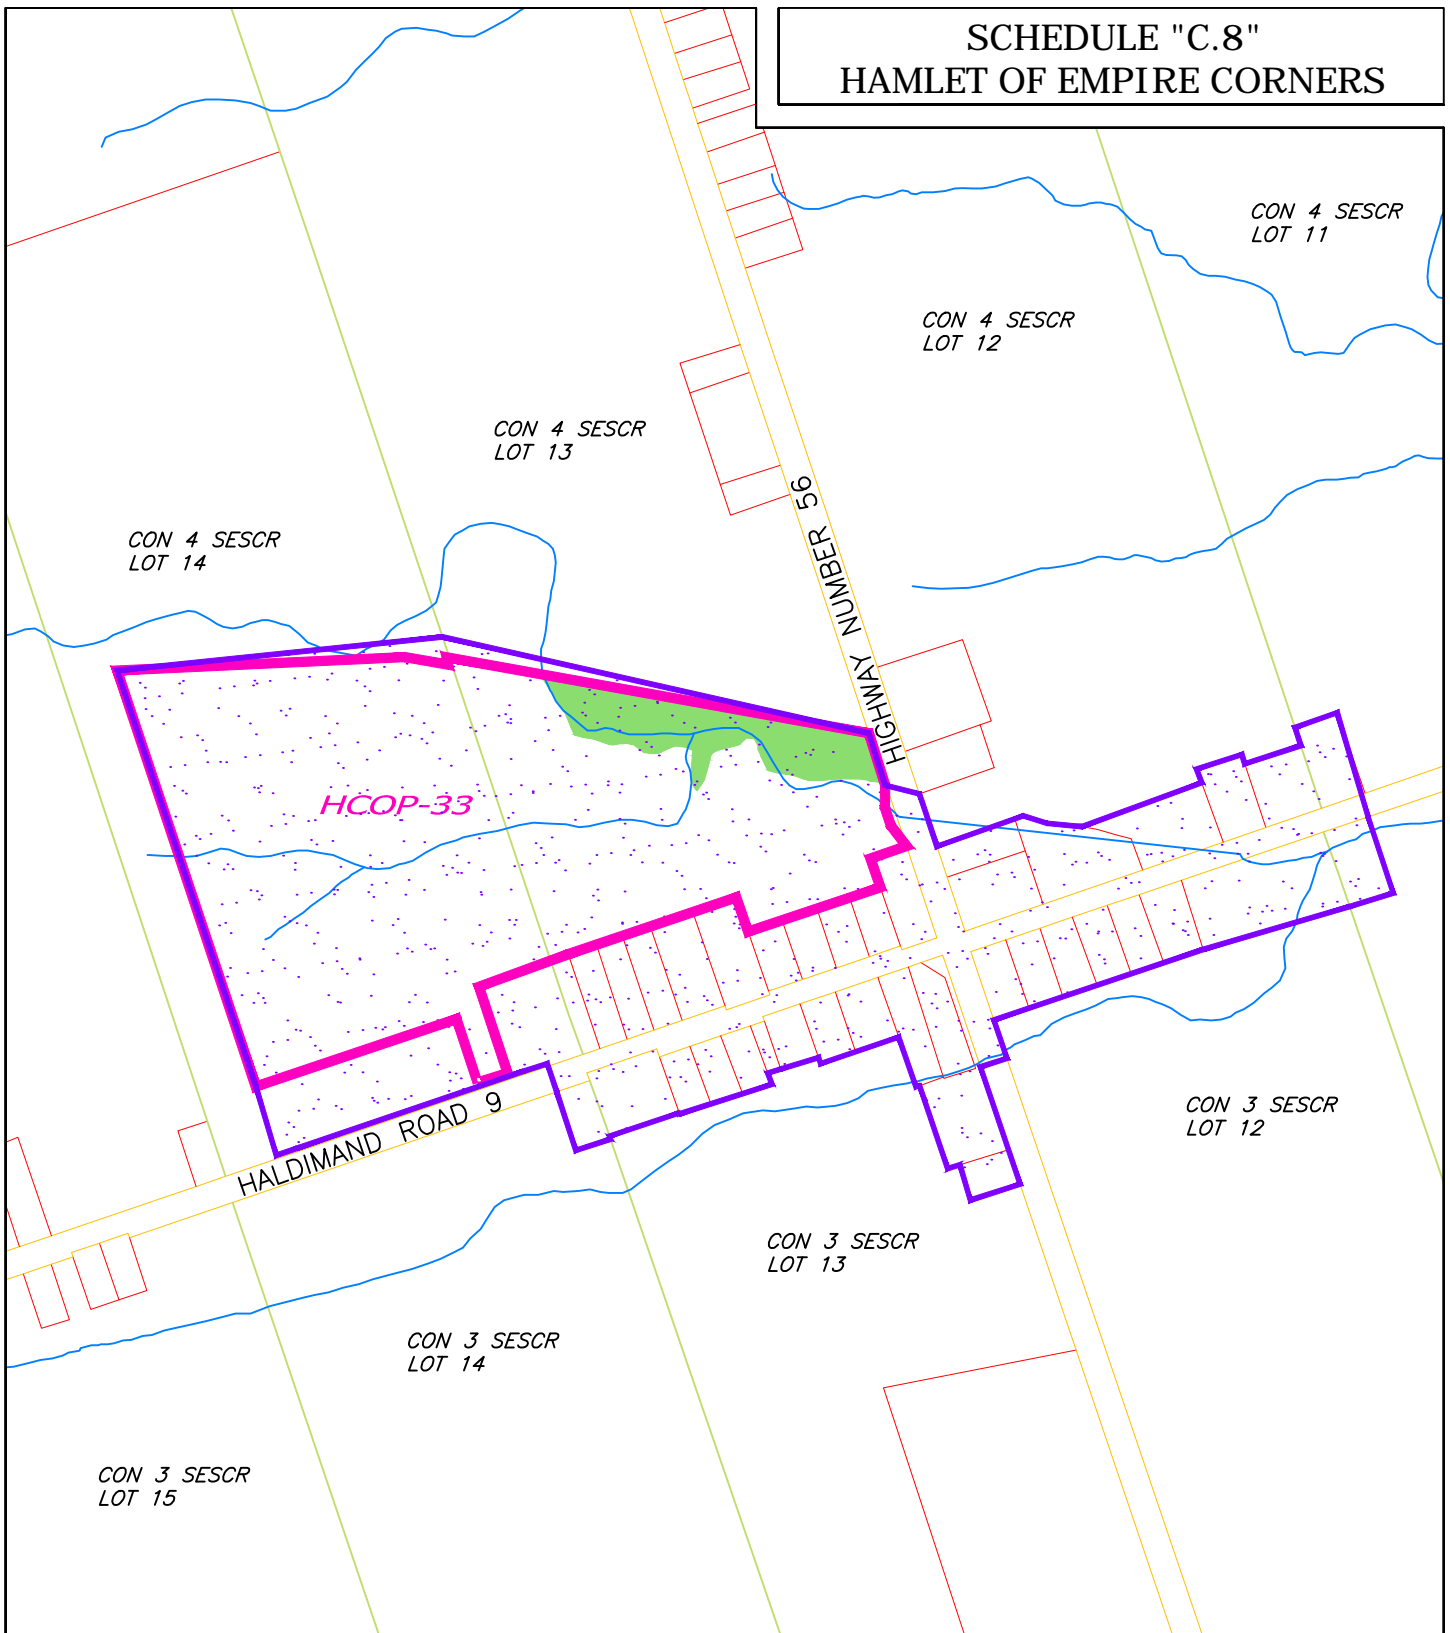 SCHEDULE "C.8"
HAMLET OF EMPIRE CORNERS
CON 4 SESCR
LOT 11
CON 4 SESCR
LOT 12
CON 4 SESCR
LOT 13
CON 4 SESCR
LOT 14
HIGHWAY NUMBER 56
HCOP-33
HALDIMAND ROAD 9
CON 3 SESCR
LOT 12
CON 3 SESCR
LOT 13
CON 3 SESCR
LOT 14
CON 3 SESCR
LOT 15